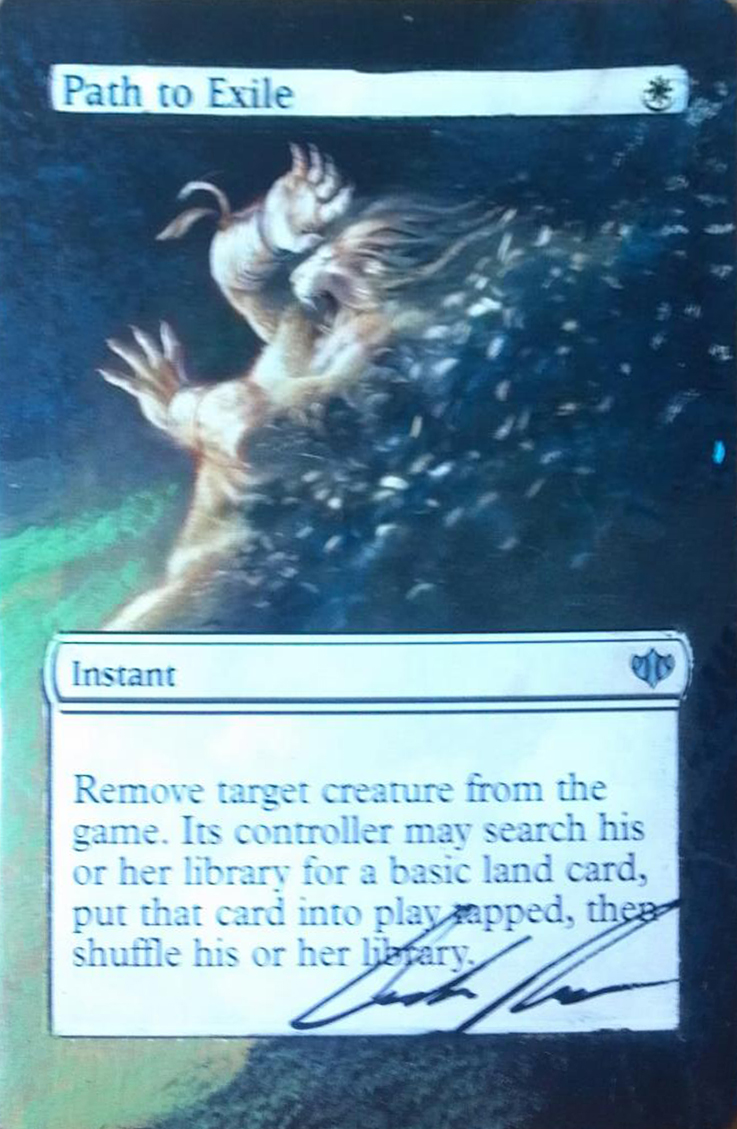 Path to Exile
Instant
Remove target creature from the
game. Its controller may search his
or her library for a basic land card,
put that card into play tapped, then
shuffle his or her library.